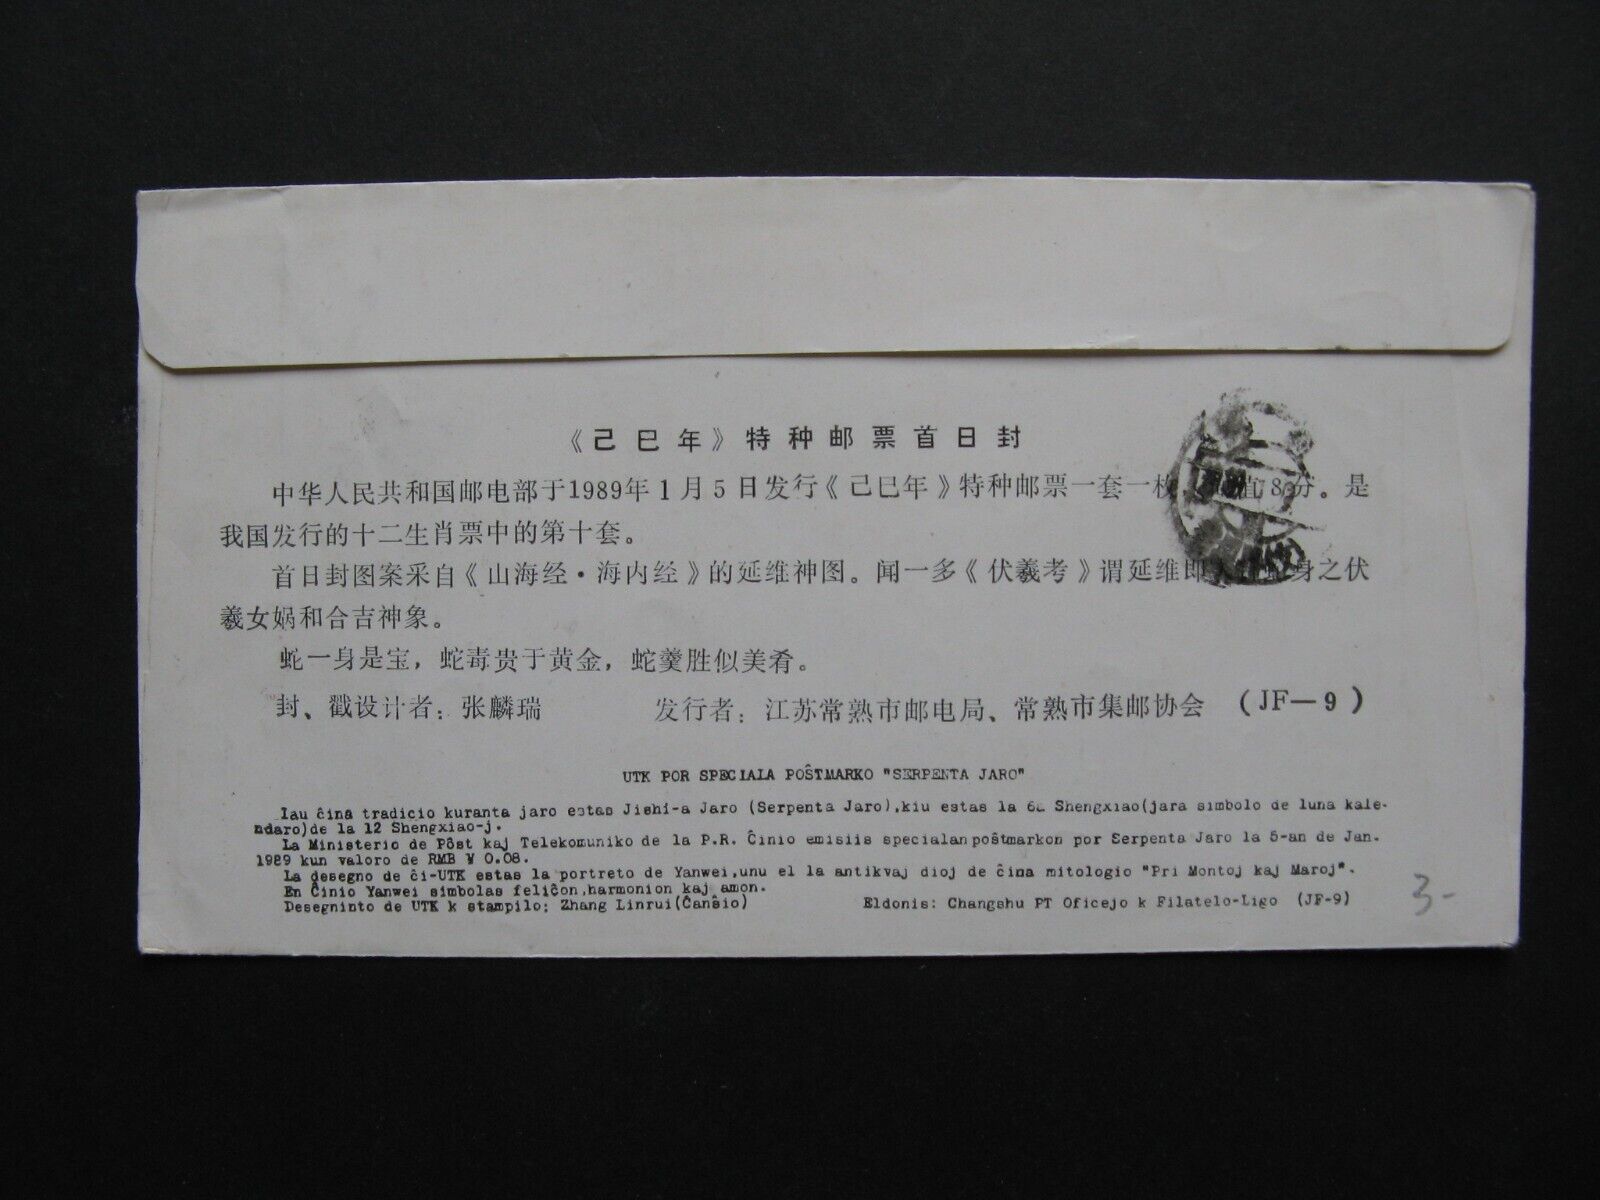 《己巳年》特种邮票首日封
中华人民共和国邮电部于1989年1月5日发行《己巳年》特种邮票一套一枚 值8分。是
我国发行的十二生肖票中的第十套。
首日封图案采自《山海经·海内经》的延维神图。闻一多《伏羲考》谓延维即人 身之伏
羲女娲和合吉神象。
蛇一身是宝，蛇毒贵于黄金，蛇羹胜似美肴。
封、戳设计者：张麟瑞 发行者：江苏常熟市邮电局、常熟市集邮协会 (JF—9)
UTK POR SPECIALA POŜTMARKO "SERPENTA JARO"
Iau ĉina tradicio kuranta jaro estas Jishi-a Jaro (Serpenta Jaro),kiu estas la 6a Shengxiao(jara simbolo de luna kale-
ndaro)de la 12 Shengxiao-j.
La Ministerio de Pôst kaj Telekomuniko de la P.R. Ĉinio emisiis specialan poŝtmarkon por Serpenta Jaro la 5-an de Jan.
1989 kun valoro de RMB ¥ 0.08.
La desegno de ĉi-UTK estas la portreto de Yanwei,unu el la antikvaj dioj de ĉina mitologio "Pri Montoj kaj Maroj".
En Ĉinio Yanwei simbolas feliĉon,harmonion kaj amon.
Desegninto de UTK k stampilo: Zhang Linrui(Ĉanŝio) Eldonis: Changshu PT Oficejo k Filatelo-Ligo (JF-9)
3-